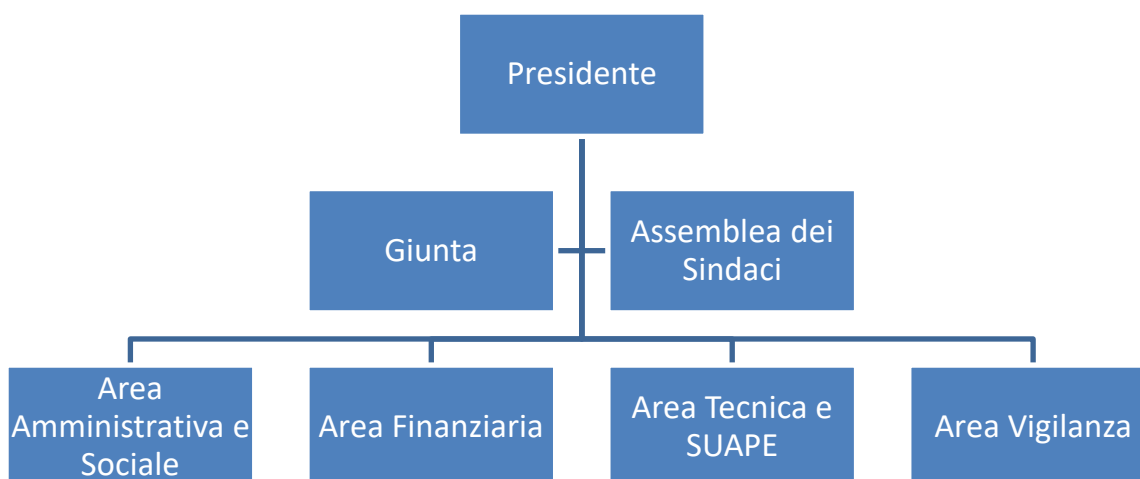 Presidente
Giunta
Assemblea dei
Sindaci
Area
Amministrativa e
Sociale
Area Finanziaria
Area Tecnica e
SUAPE
Area Vigilanza